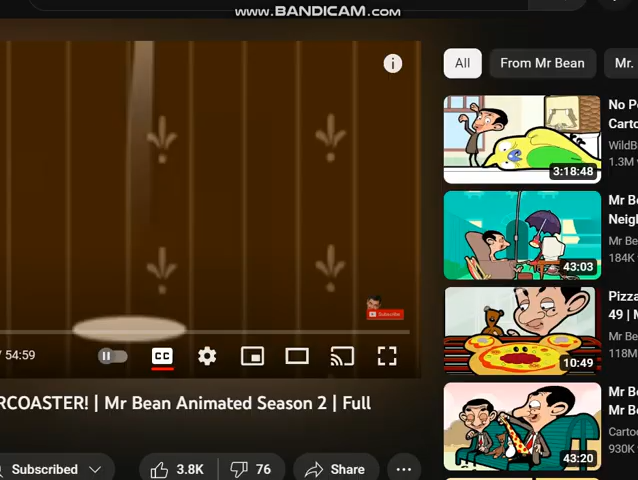 www.BANDICAM.com
All
From Mr Bean
Mr.
No P
Carto
WildB
1.3M
3:18:48
Mr Be
Neigh
Mr Be
184K
43:03
Pizza
49 | M
Mr Be
118M
10:49
Mr Be
Mr Be
Carto
930K
43:20
Subscribe
/ 54:59
CC
RCOASTER! | Mr Bean Animated Season 2 | Full
Subscribed
3.8K
76
Share